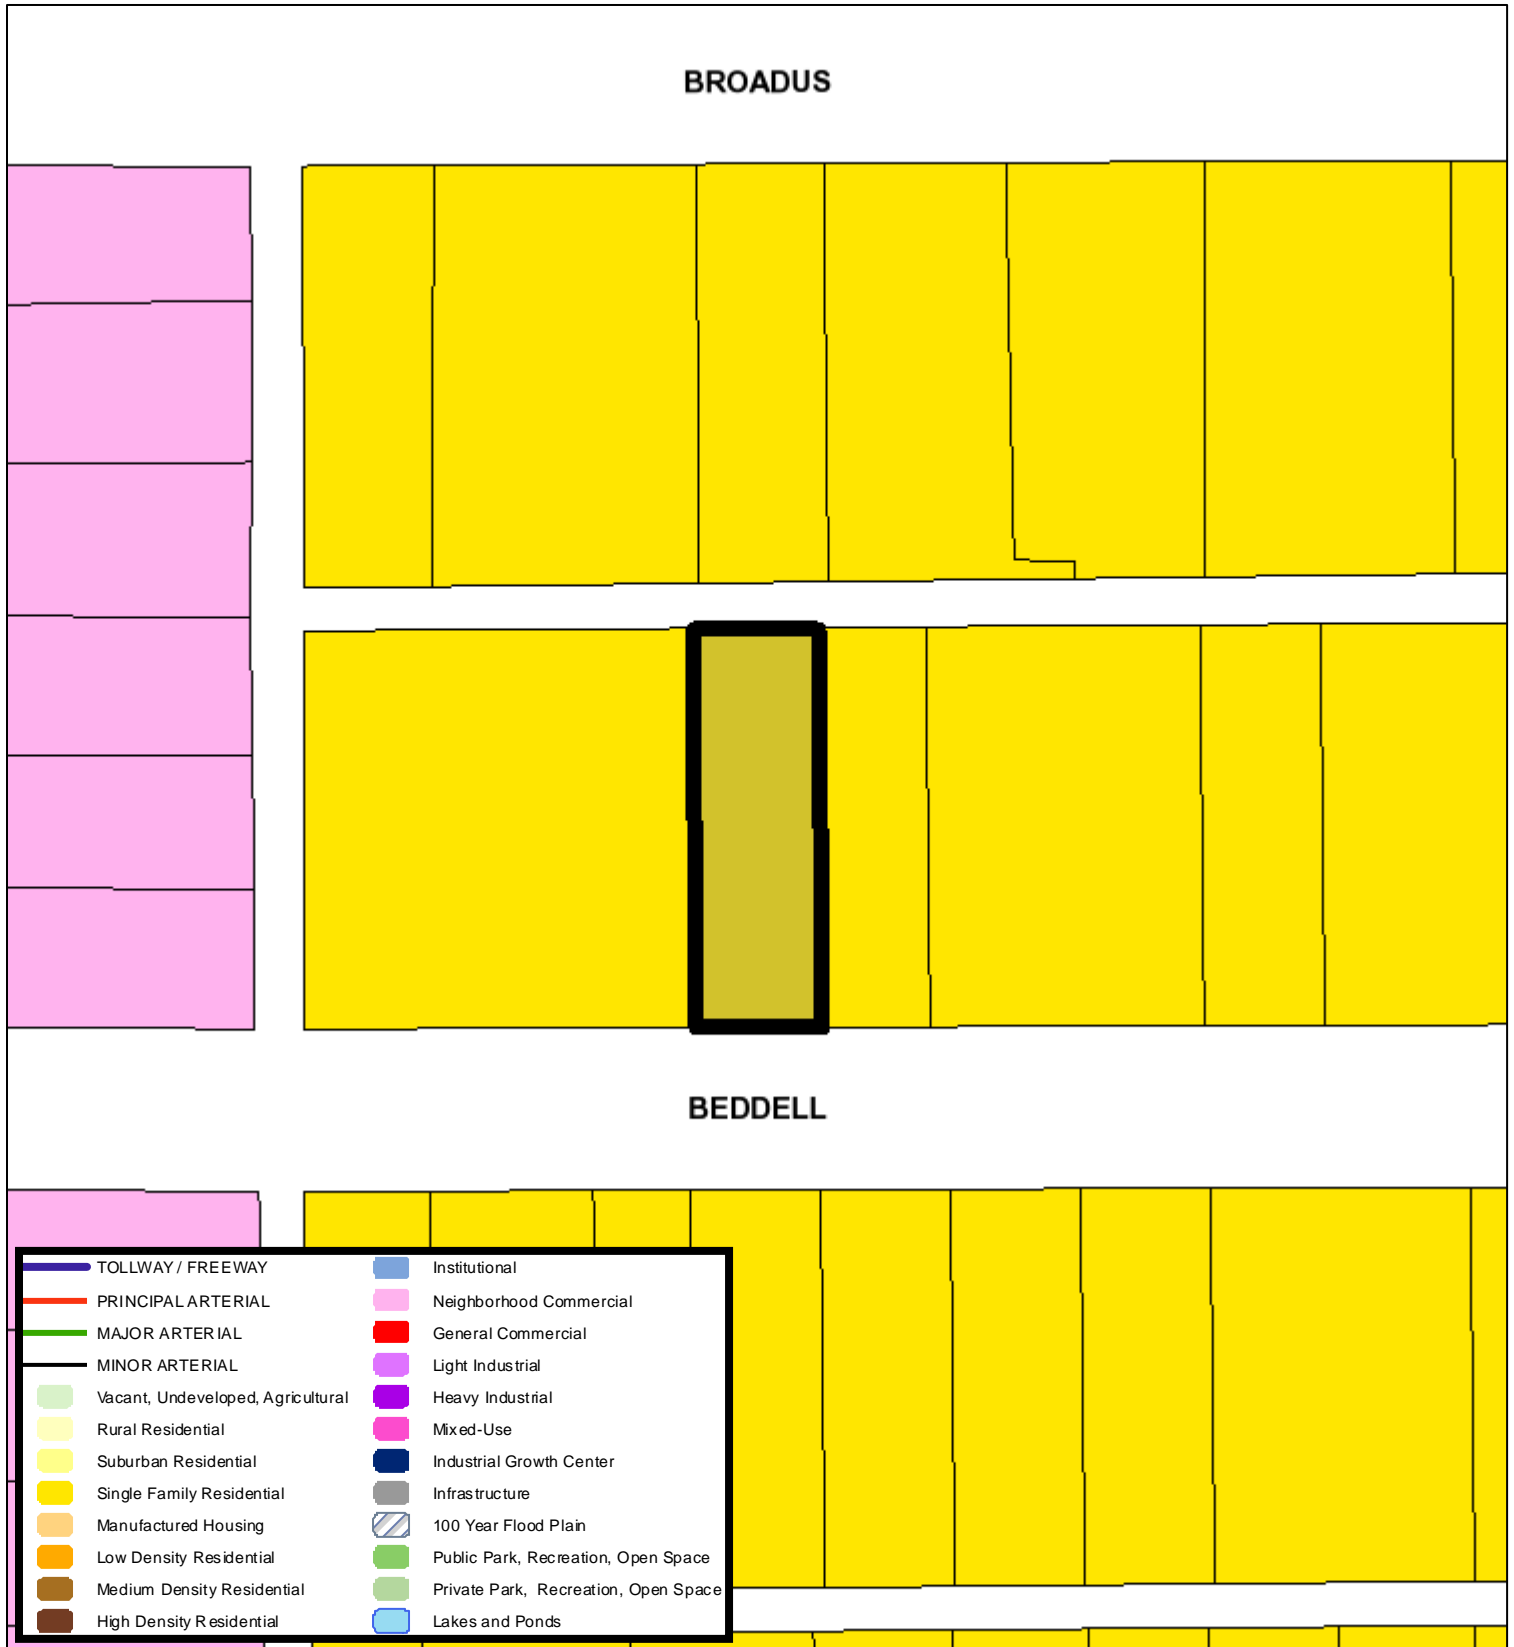 BROADUS
BEDDELL
TOLLWAY / FREEWAY
PRINCIPAL ARTERIAL
MAJOR ARTERIAL
MINOR ARTERIAL
Vacant, Undeveloped, Agricultural
Rural Residential
Suburban Residential
Single Family Residential
Manufactured Housing
Low Density Residential
Medium Density Residential
High Density Residential
Institutional
Neighborhood Commercial
General Commercial
Light Industrial
Heavy Industrial
Mixed-Use
Industrial Growth Center
Infrastructure
100 Year Flood Plain
Public Park, Recreation, Open Space
Private Park, Recreation, Open Space
Lakes and Ponds